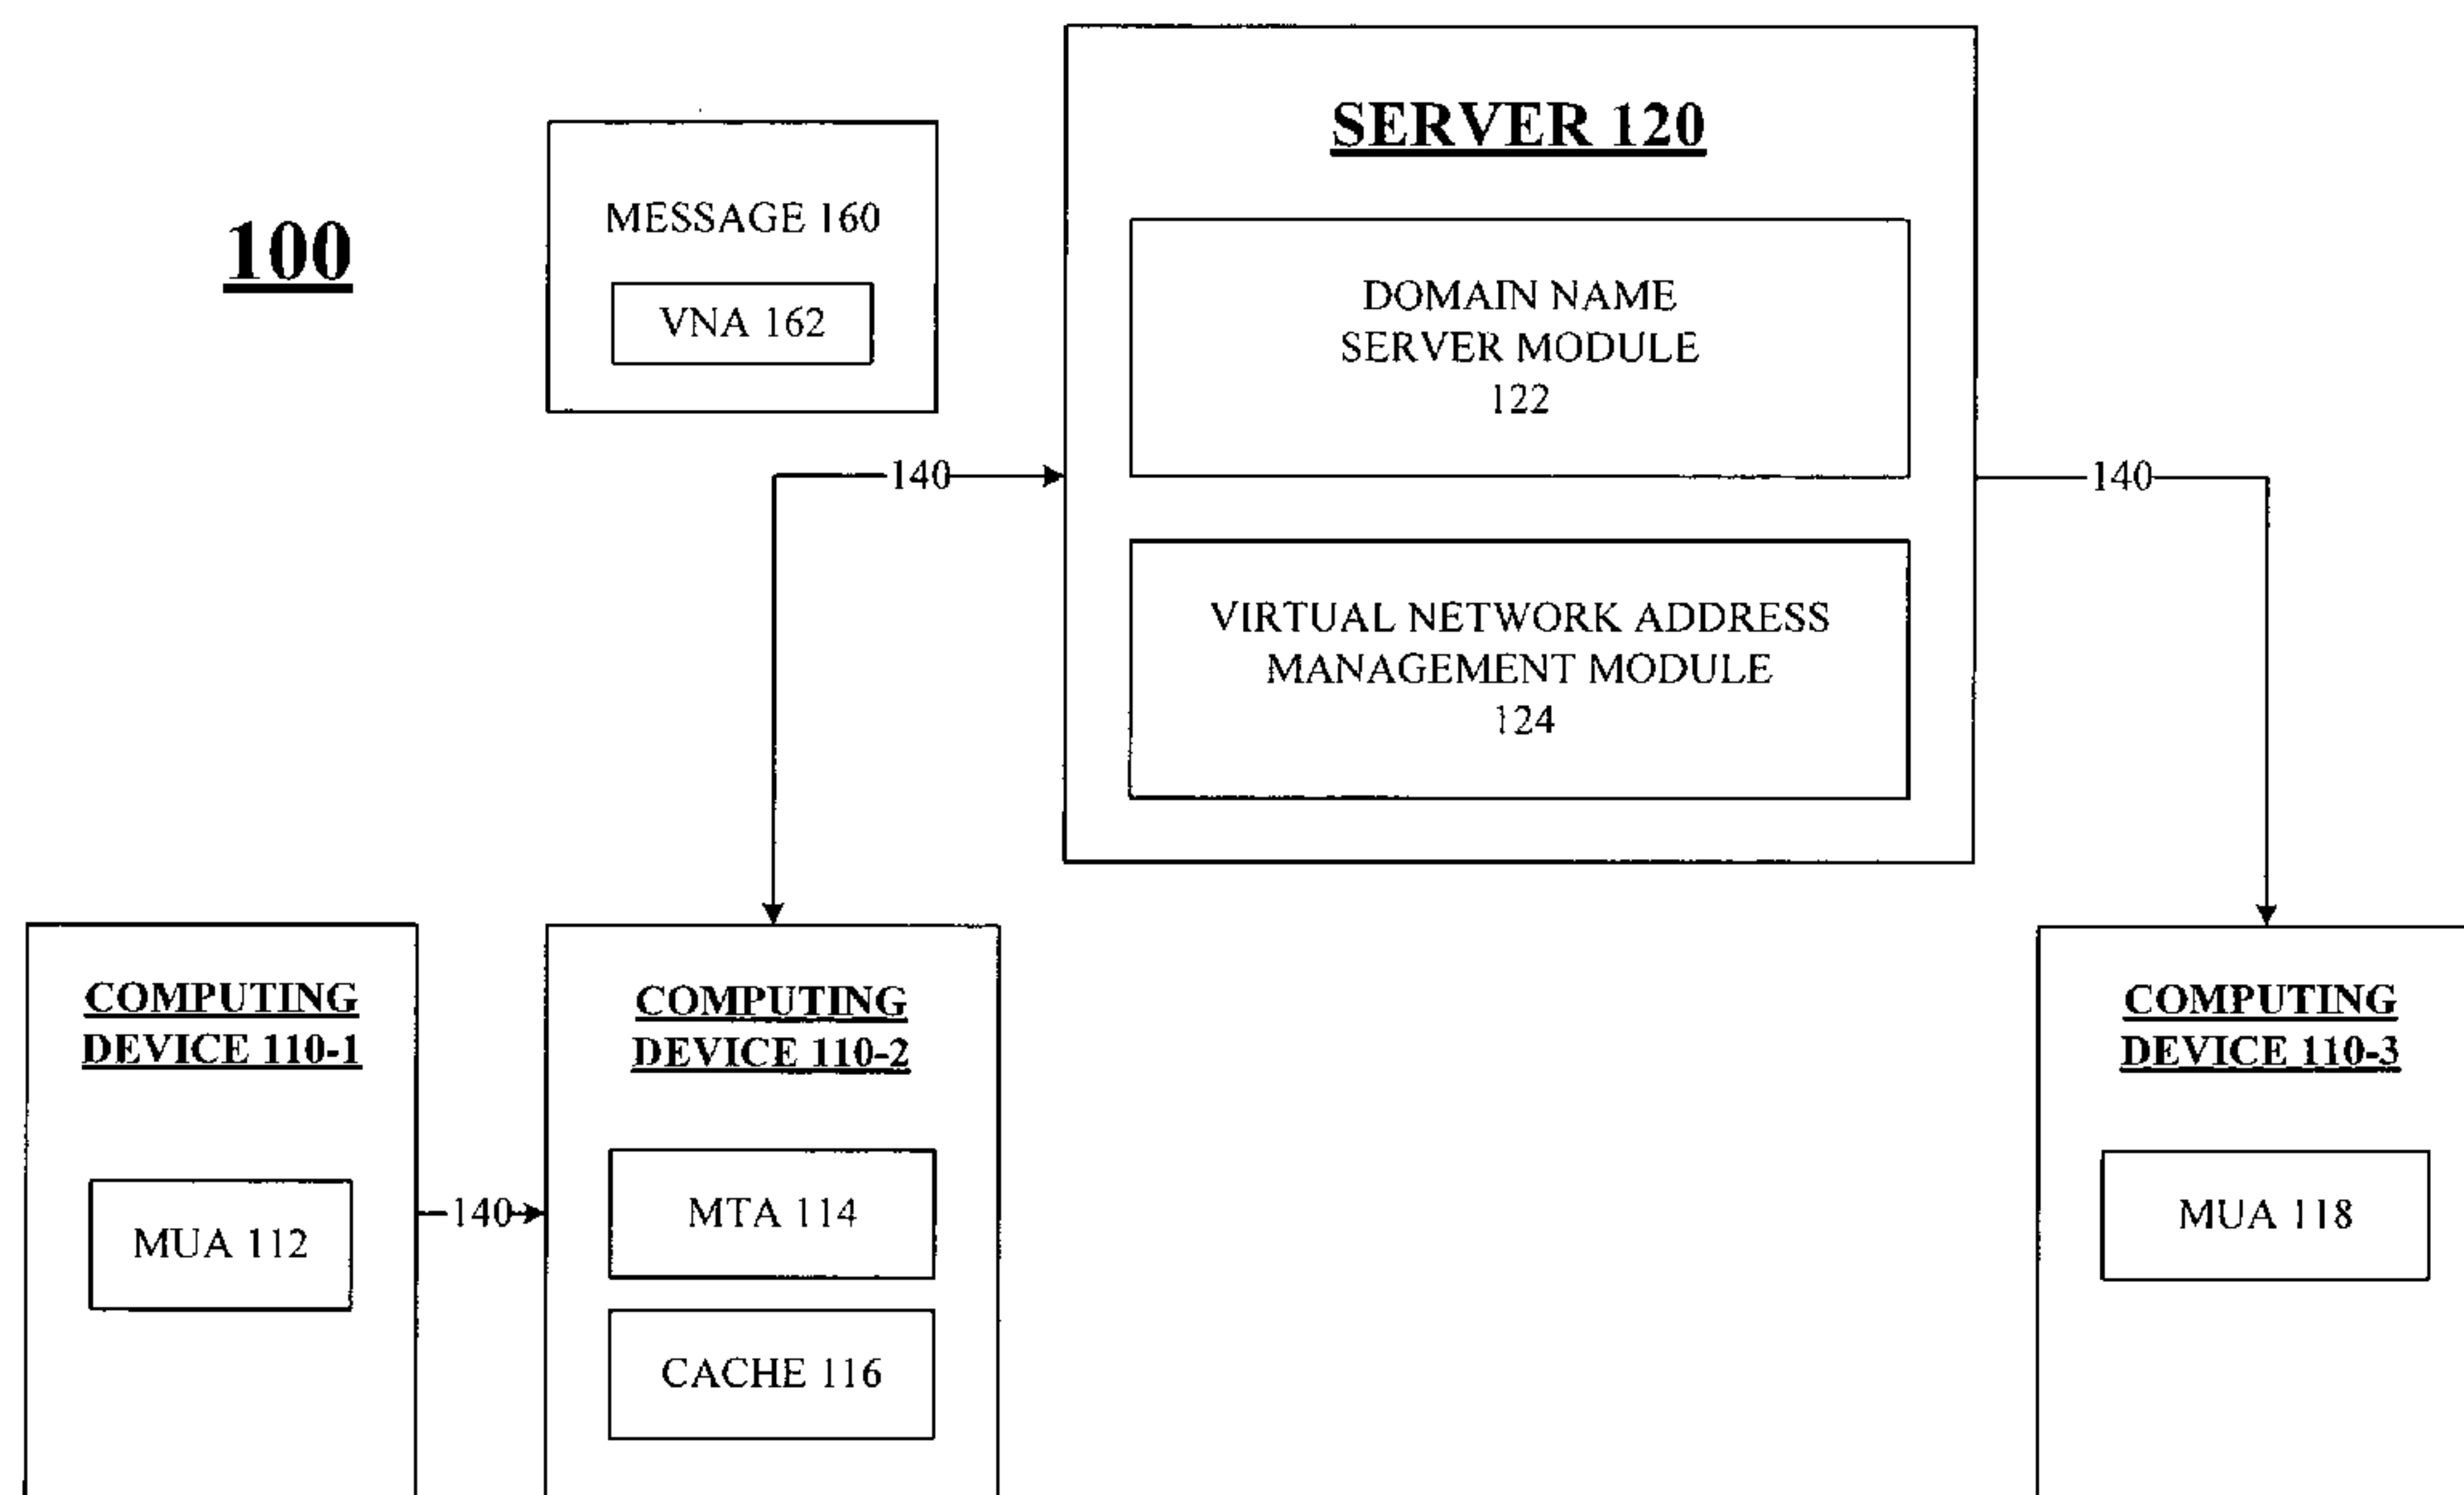 100
MESSAGE 160
VNA 162
SERVER 120
DOMAIN NAME
SERVER MODULE
122
140
140
VIRTUAL NETWORK ADDRESS
MANAGEMENT MODULE
124
COMPUTING
DEVICE 110-1
MUA 112
140
COMPUTING
DEVICE 110-2
MTA 114
CACHE 116
COMPUTING
DEVICE 110-3
MUA 118